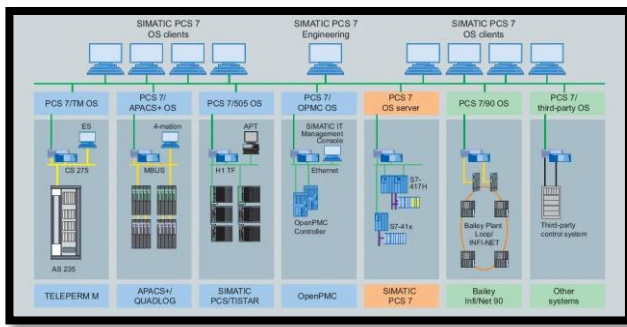 SIMATIC PCS 7
OS clients
SIMATIC PCS 7
Engineering
SIMATIC PCS 7
OS clients
PCS 7/TM OS
PCS 7/
APACS+ OS
PCS 7/505 OS
PCS 7/
OPMC OS
PCS 7
OS server
PCS 7/90 OS
PCS 7/
third-party OS
ES
CS 275
AS 235
4-mation
MBUS
APT
H1 TF
SIMATIC IT
Management
Console
Ethernet
OpenPMC
Controller
S7-
417H
S7-41x
Bailey Plant
Loop/
INFI-NET
Third-party
control system
TELEPERM M
APACS+/
QUADLOG
SIMATIC
PCS/TISTAR
OpenPMC
SIMATIC
PCS 7
Bailey
Infi/Net 90
Other
systems